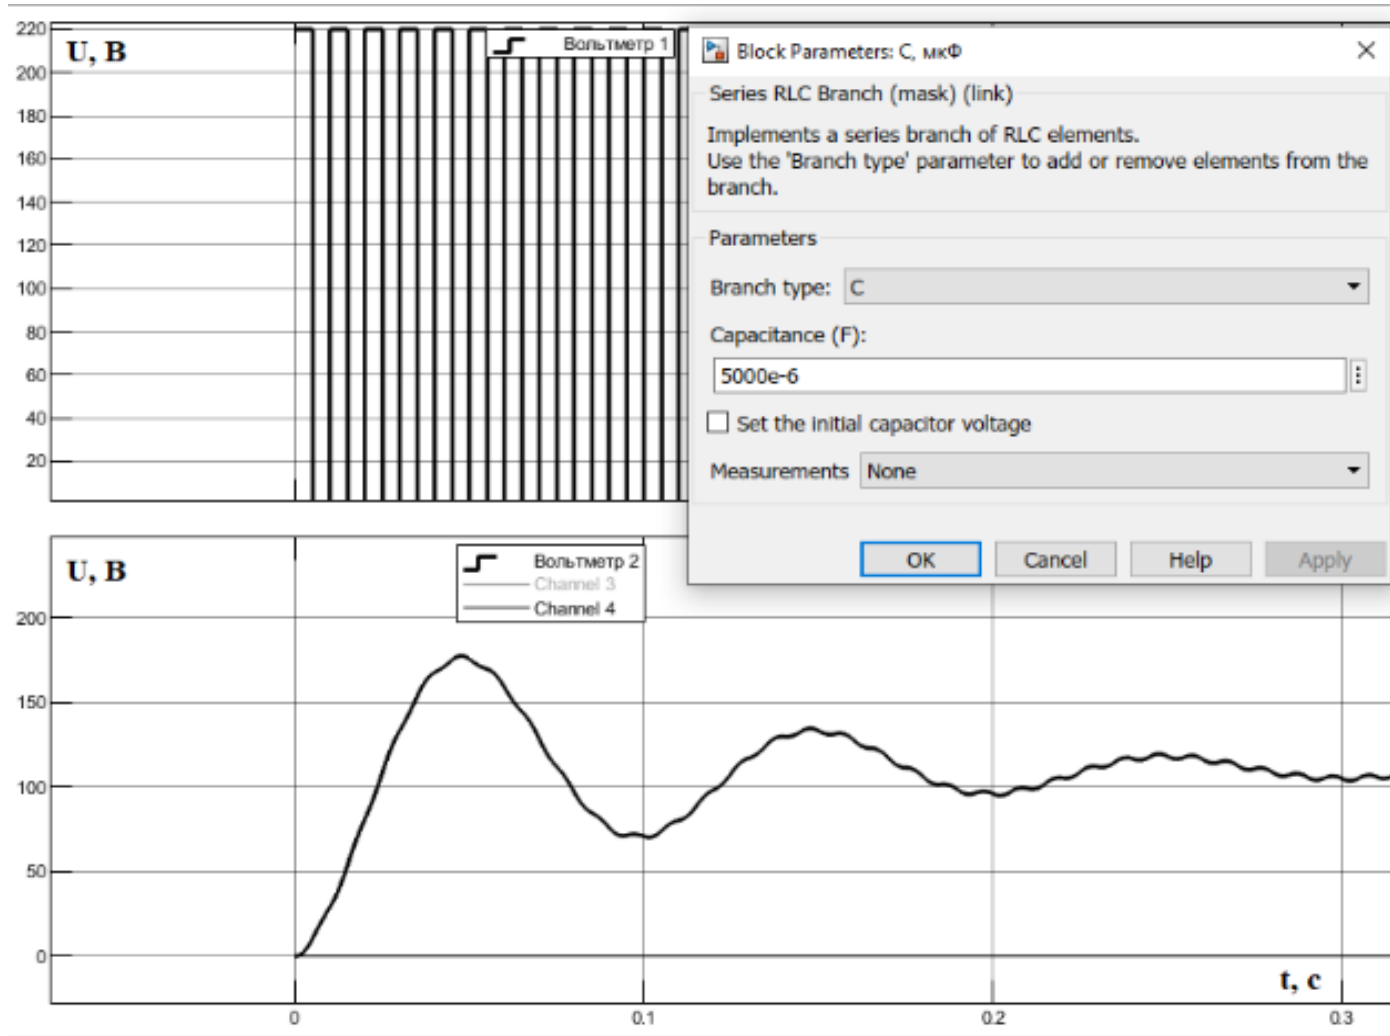 220
200
180
160
140
120
100
80
60
40
20
U, В
Вольтметр 1
Block Parameters: C, мкФ
Series RLC Branch (mask) (link)
Implements a series branch of RLC elements.
Use the 'Branch type' parameter to add or remove elements from the
branch.
Parameters
Branch type: C
Capacitance (F):
5000e-6
Set the initial capacitor voltage
Measurements None
OK Cancel Help Apply
U, В
Вольтметр 2
Channel 3
Channel 4
200
150
100
50
0
t, с
0 0.1 0.2 0.3